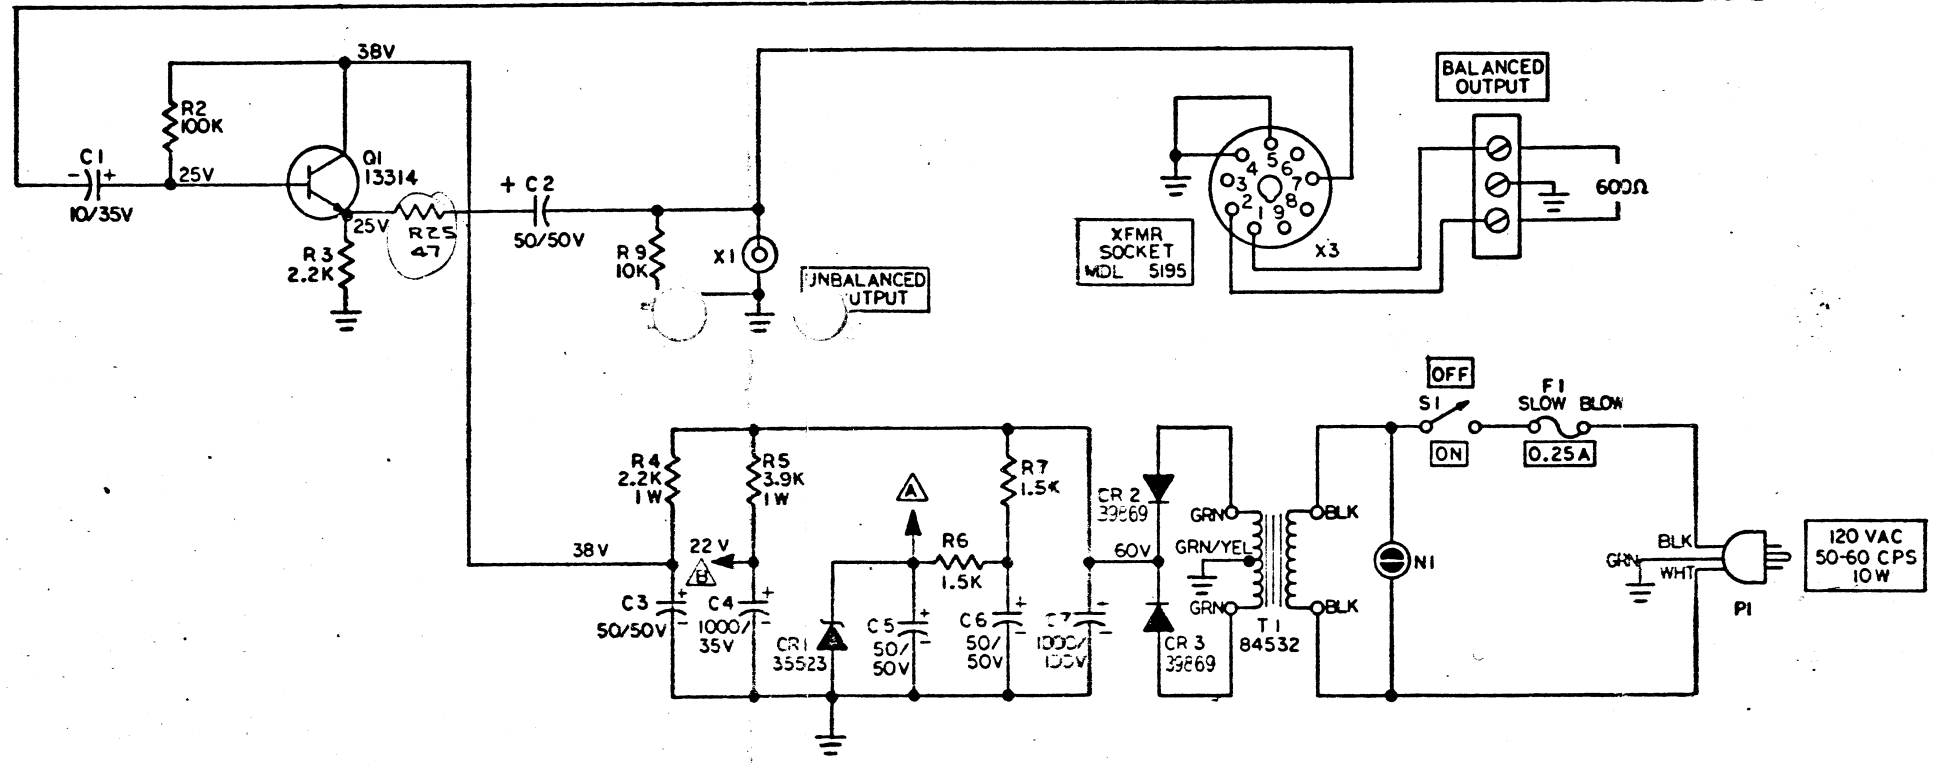 38V
R2
100K
C1
- +
10/35V
25V
Q1
13314
25V
R25
47
R3
2.2K
+ C2
50/50V
R9
10K
X1
UNBALANCED
OUTPUT
XFMR
SOCKET
MDL 5195
1
2
3
4
5
6
7
8
9
X3
BALANCED
OUTPUT
600Ω
38V
R4
2.2K
1W
R5
3.9K
1W
22V
B
C3
50/50V
+
-
C4
1000/
35V
+
-
CR1
35523
A
R6
1.5K
C5
50/
50V
+
-
R7
1.5K
C6
50/
50V
+
-
C7
1000/
100V
+
-
60V
CR2
39869
CR3
39869
GRN
GRN/YEL
GRN
T1
84532
BLK
BLK
N1
OFF
S1
ON
F1
SLOW BLOW
0.25A
BLK
GRN
WHT
P1
120 VAC
50-60 CPS
10W